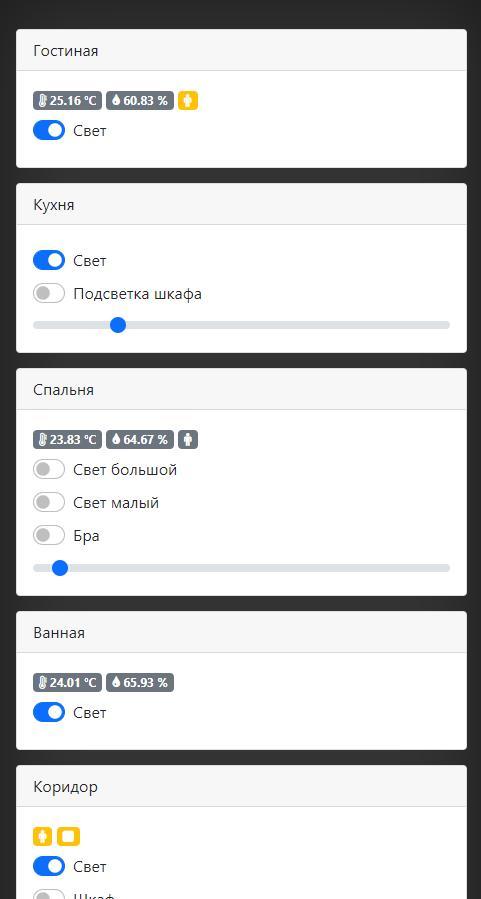 Гостиная
25.16 °C 60.83 %
Свет
Кухня
Свет
Подсветка шкафа
Спальня
23.83 °C 64.67 %
Свет большой
Свет малый
Бра
Ванная
24.01 °C 65.93 %
Свет
Коридор
Свет